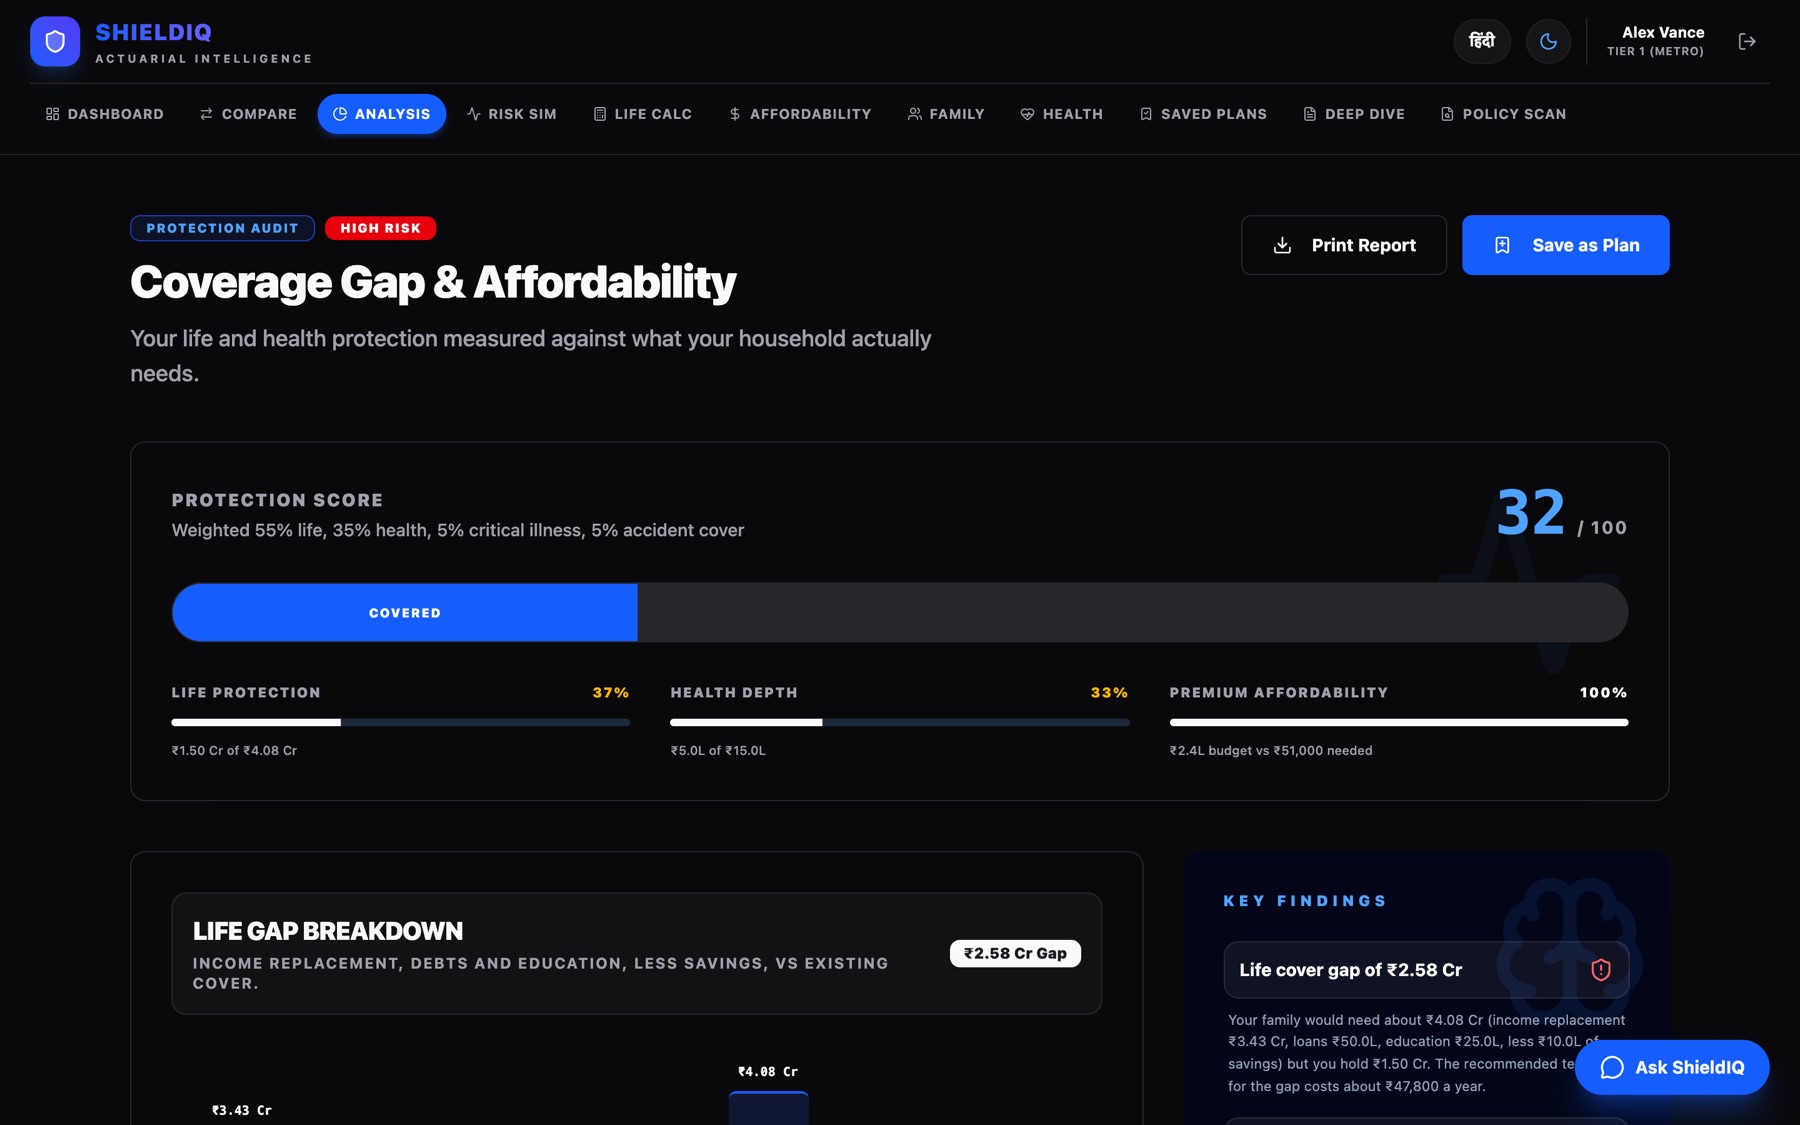 SHIELDIQ
ACTUARIAL INTELLIGENCE
हिंदी
Alex Vance
TIER 1 (METRO)
DASHBOARD
COMPARE
ANALYSIS
RISK SIM
LIFE CALC
AFFORDABILITY
FAMILY
HEALTH
SAVED PLANS
DEEP DIVE
POLICY SCAN
PROTECTION AUDIT
HIGH RISK
Print Report
Save as Plan
Coverage Gap & Affordability
Your life and health protection measured against what your household actually
needs.
PROTECTION SCORE
Weighted 55% life, 35% health, 5% critical illness, 5% accident cover
32 / 100
COVERED
LIFE PROTECTION 37%
₹1.50 Cr of ₹4.08 Cr
HEALTH DEPTH 33%
₹5.0L of ₹15.0L
PREMIUM AFFORDABILITY 100%
₹2.4L budget vs ₹51,000 needed
LIFE GAP BREAKDOWN
INCOME REPLACEMENT, DEBTS AND EDUCATION, LESS SAVINGS, VS EXISTING
COVER.
₹2.58 Cr Gap
₹4.08 Cr
₹3.43 Cr
KEY FINDINGS
Life cover gap of ₹2.58 Cr
Your family would need about ₹4.08 Cr (income replacement
₹3.43 Cr, loans ₹50.0L, education ₹25.0L, less ₹10.0L of
savings) but you hold ₹1.50 Cr. The recommended
for the gap costs about ₹47,800 a year.
Ask ShieldIQ